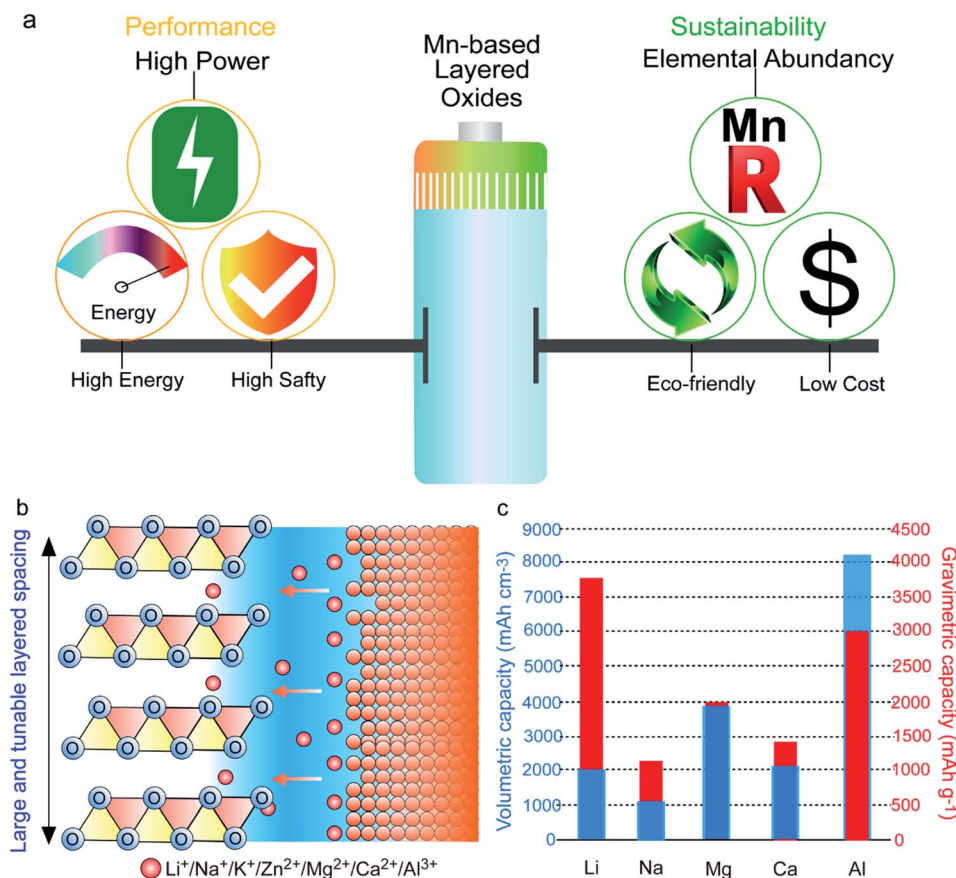 a
Performance
High Power
Energy
High Energy
High Safty
Mn-based
Layered
Oxides
Sustainability
Elemental Abundancy
Mn
R
$
Eco-friendly
Low Cost
b
Large and tunable layered spacing
O O O O
O O O O
O O O O
O O O O
O O O O
O O O O
O O O O
O O O O
Li⁺/Na⁺/K⁺/Zn²⁺/Mg²⁺/Ca²⁺/Al³⁺
c
Volumetric capacity (mAh cm-3)
9000
8000
7000
6000
5000
4000
3000
2000
1000
0
4500
4000
3500
3000
2500
2000
1500
1000
500
0
Gravimetric capacity (mAh g-1)
Li Na Mg Ca Al